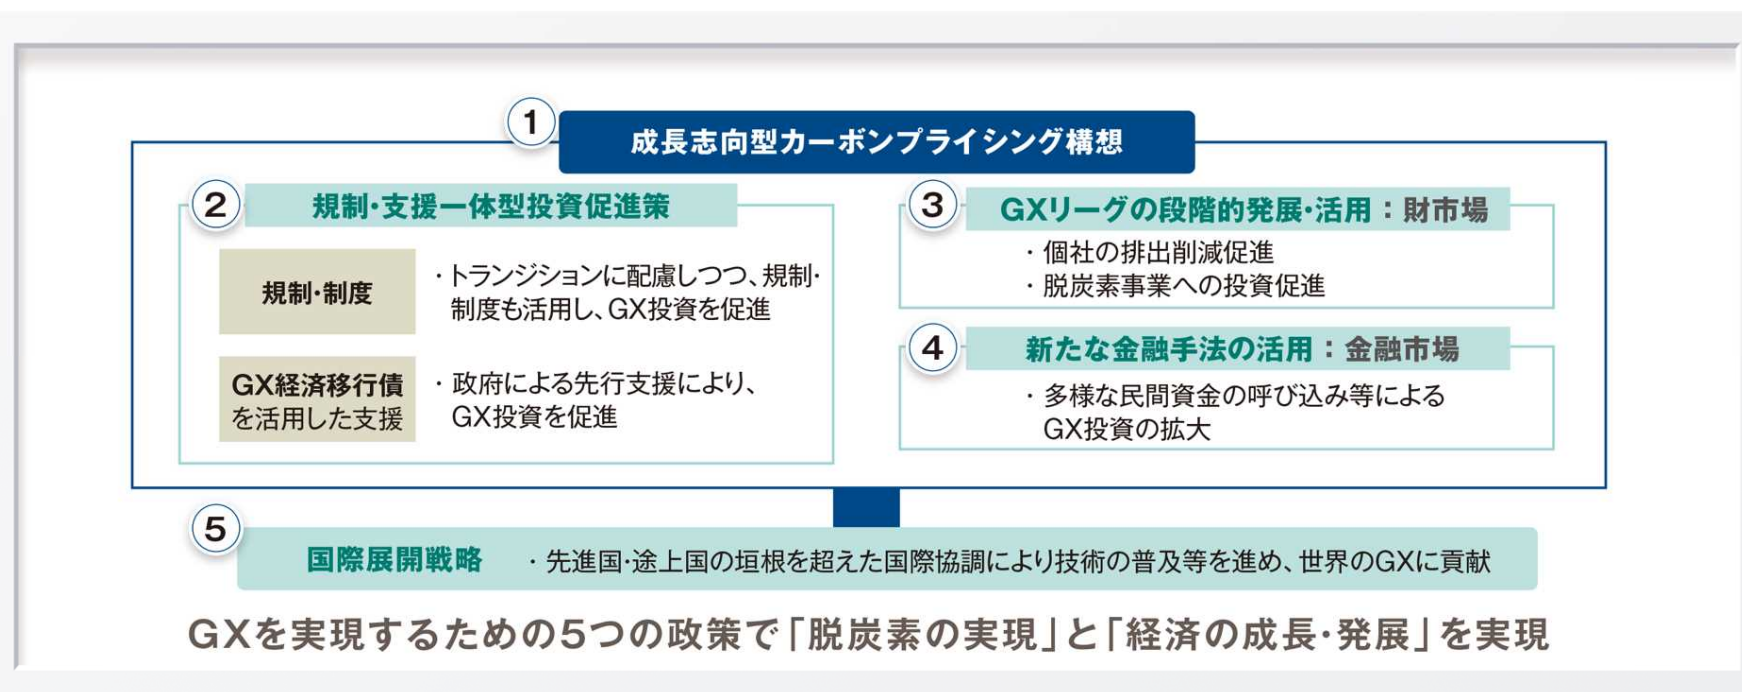 1
成長志向型カーボンプライシング構想
2
規制・支援一体型投資促進策
規制・制度
・トランジションに配慮しつつ、規制・
制度も活用し、GX投資を促進
GX経済移行債
を活用した支援
・政府による先行支援により、
GX投資を促進
3
GXリーグの段階的発展・活用：財市場
・個社の排出削減促進
・脱炭素事業への投資促進
4
新たな金融手法の活用：金融市場
・多様な民間資金の呼び込み等による
GX投資の拡大
5
国際展開戦略 ・先進国・途上国の垣根を超えた国際協調により技術の普及等を進め、世界のGXに貢献
GXを実現するための5つの政策で「脱炭素の実現」と「経済の成長・発展」を実現